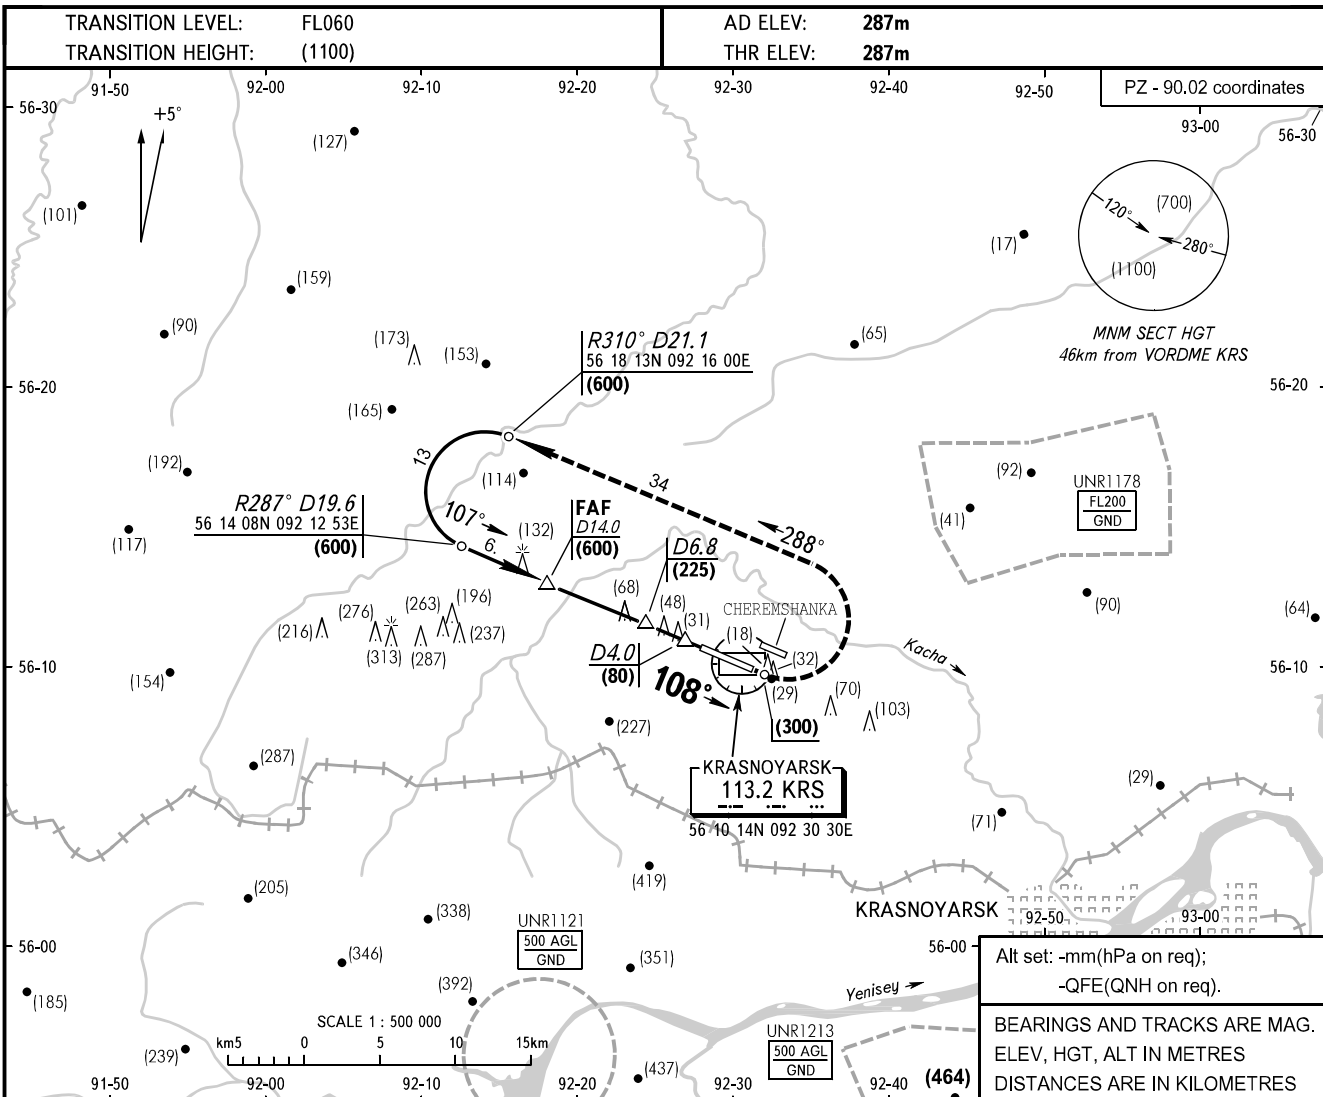 TRANSITION LEVEL: FL060
TRANSITION HEIGHT: (1100)
AD ELEV: 287m
THR ELEV: 287m
91-50 92-00 92-10 92-20 92-30 92-40 92-50
PZ - 90.02 coordinates
56-30
93-00
56-30
+5°
(127)
(101)
(700)
120°
(17)
280°
(1100)
(159)
(90)
(173)
(153)
R310° D21.1
56 18 13N 092 16 00E
(600)
(65)
MNM SECT HGT
46km from VORDME KRS
56-20
56-20
(165)
13
(192)
(114)
34
(92)
UNR1178
FL200
GND
(41)
R287° D19.6
56 14 08N 092 12 53E
(600)
107°
6.
(132)
FAF
D14.0
(600)
288°
(117)
D6.8
(225)
(90)
(64)
(68)
(48)
(31)
CHEREMSHANKA
(18)
(32)
(29)
(216)
(276)
(313)
(263)
(196)
(287)
(237)
Kacha
56-10
56-10
D4.0
(80)
108°
(154)
(70)
(103)
(227)
(300)
(287)
KRASNOYARSK
113.2 KRS
56 10 14N 092 30 30E
(29)
(71)
(419)
(205)
(338)
KRASNOYARSK
92-50 93-00
UNR1121
500 AGL
GND
56-00
56-00
(346)
(351)
(392)
(185)
Yenisey
Alt set: -mm(hPa on req);
-QFE(QNH on req).
SCALE 1 : 500 000
km5 0 5 10 15km
(239)
(437)
UNR1213
500 AGL
GND
BEARINGS AND TRACKS ARE MAG.
ELEV, HGT, ALT IN METRES
DISTANCES ARE IN KILOMETRES
91-50 92-00 92-10 92-20 92-30 92-40 (464)